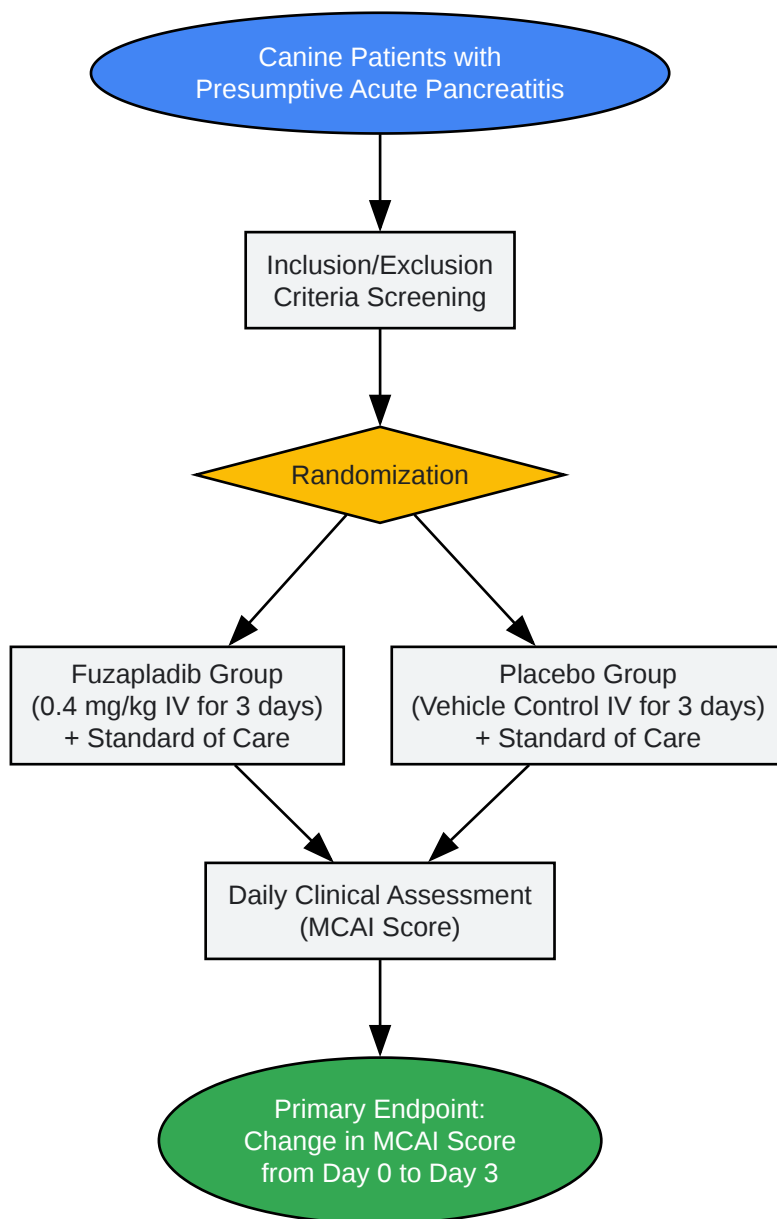 Canine Patients with
Presumptive Acute Pancreatitis
Inclusion/Exclusion
Criteria Screening
Randomization
Fuzapladib Group
(0.4 mg/kg IV for 3 days)
+ Standard of Care
Placebo Group
(Vehicle Control IV for 3 days)
+ Standard of Care
Daily Clinical Assessment
(MCAI Score)
Primary Endpoint:
Change in MCAI Score
from Day 0 to Day 3